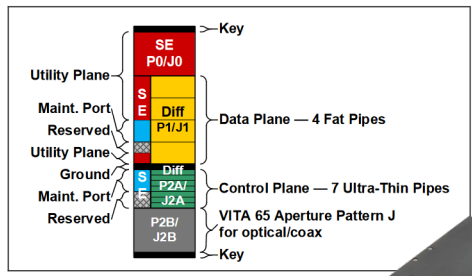 Key
SE
P0/J0
Utility Plane
S
E
Diff
P1/J1
Maint. Port
Data Plane — 4 Fat Pipes
Reserved
Utility Plane
Ground
Diff
S
E
P2A/
J2A
Maint. Port
Control Plane — 7 Ultra-Thin Pipes
Reserved
P2B/
J2B
VITA 65 Aperture Pattern J
for optical/coax
Key